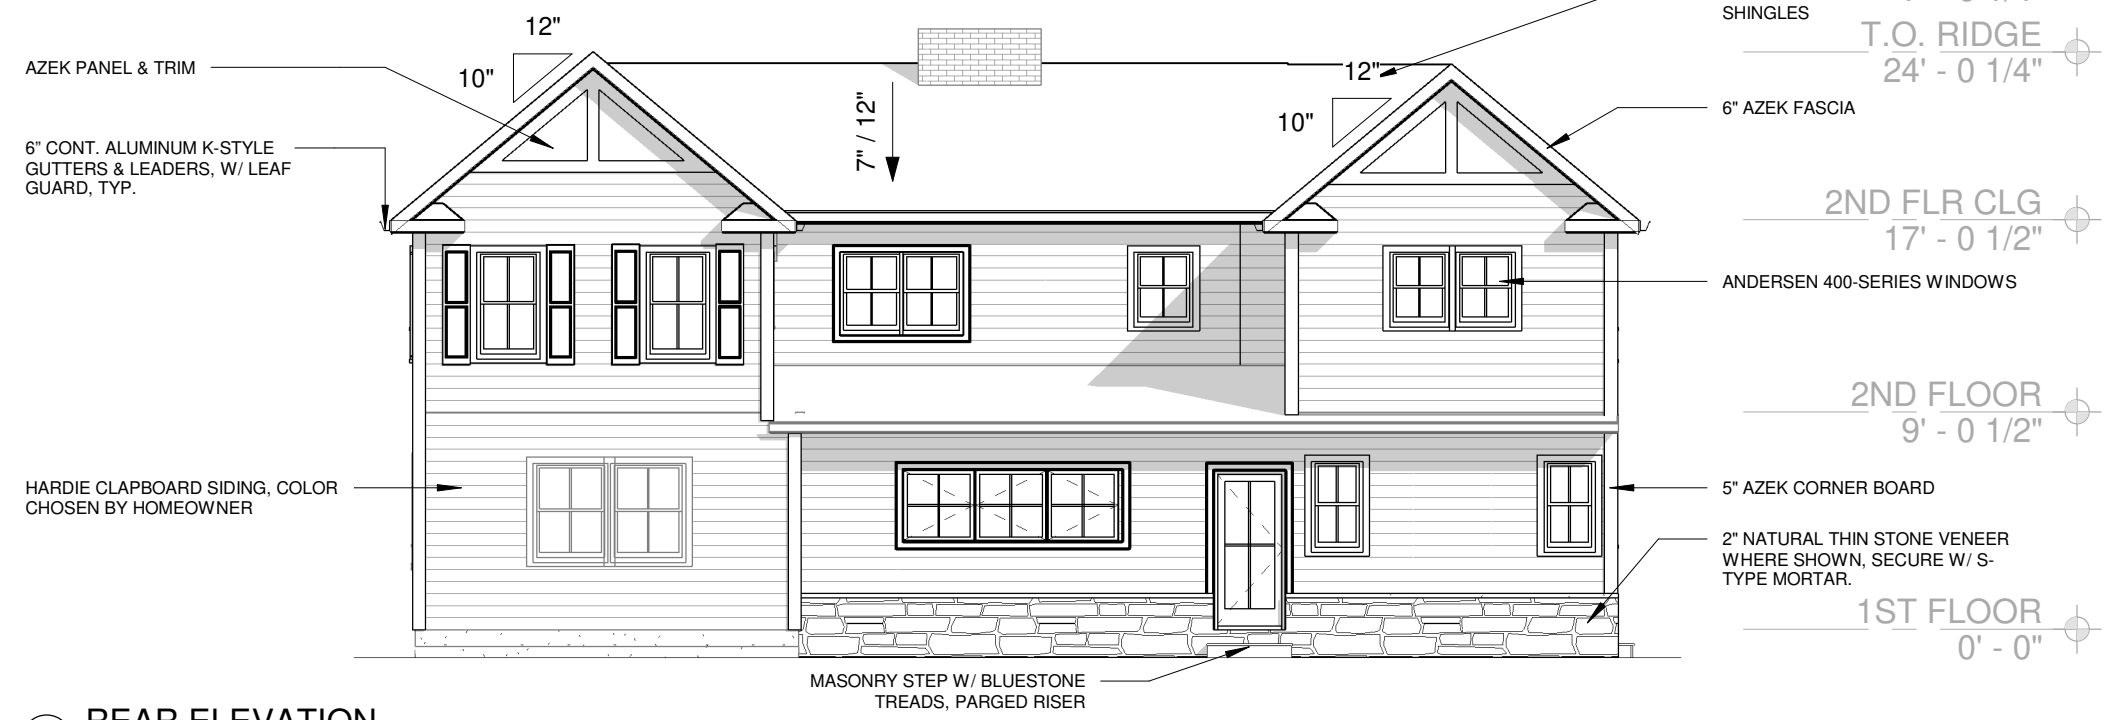 SHINGLES
T.O. RIDGE
24' - 0 1/4"
12"
10"
AZEK PANEL & TRIM
6" CONT. ALUMINUM K-STYLE
GUTTERS & LEADERS, W/ LEAF
GUARD, TYP.
7" / 12"
12"
10"
6" AZEK FASCIA
2ND FLR CLG
17' - 0 1/2"
ANDERSEN 400-SERIES WINDOWS
2ND FLOOR
9' - 0 1/2"
HARDIE CLAPBOARD SIDING, COLOR
CHOSEN BY HOMEOWNER
5" AZEK CORNER BOARD
2" NATURAL THIN STONE VENEER
WHERE SHOWN, SECURE W/ S-
TYPE MORTAR.
1ST FLOOR
0' - 0"
MASONRY STEP W/ BLUESTONE
TREADS, PARGED RISER
REAR ELEVATION